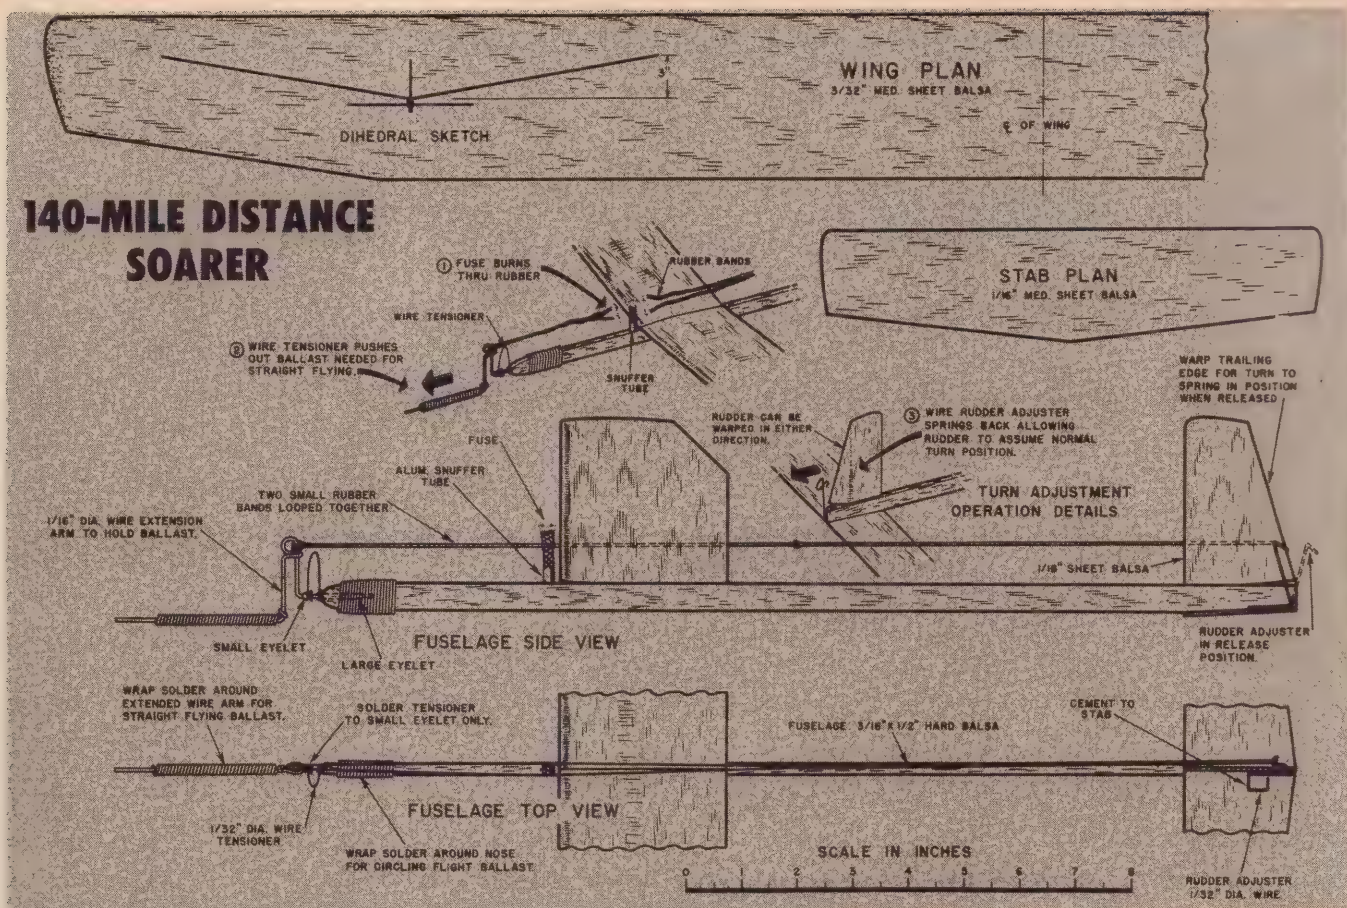 WING PLAN
3/32" MED. SHEET BALSA
3"
DIHEDRAL SKETCH
℄ OF WING
140-MILE DISTANCE
SOARER
① FUSE BURNS
THRU RUBBER
RUBBER BANDS
WIRE TENSIONER
② WIRE TENSIONER PUSHES
OUT BALLAST NEEDED FOR
STRAIGHT FLYING.
SNUFFER
TUBE
STAB PLAN
1/16" MED. SHEET BALSA
WARP TRAILING
EDGE FOR TURN TO
SPRING IN POSITION
WHEN RELEASED
RUDDER CAN BE
WARPED IN EITHER
DIRECTION.
③ WIRE RUDDER ADJUSTER
SPRINGS BACK ALLOWING
RUDDER TO ASSUME NORMAL
TURN POSITION.
TURN ADJUSTMENT
OPERATION DETAILS
FUSE
ALUM. SNUFFER
TUBE
TWO SMALL RUBBER
BANDS LOOPED TOGETHER
1/16" DIA. WIRE EXTENSION
ARM TO HOLD BALLAST.
1/16" SHEET BALSA
SMALL EYELET
FUSELAGE SIDE VIEW
LARGE EYELET
RUDDER ADJUSTER
IN RELEASE
POSITION.
WRAP SOLDER AROUND
EXTENDED WIRE ARM FOR
STRAIGHT FLYING BALLAST.
SOLDER TENSIONER
TO SMALL EYELET ONLY.
FUSELAGE 3/16" X 1/2" HARD BALSA
CEMENT TO
STAB
1/32" DIA. WIRE
TENSIONER
FUSELAGE TOP VIEW
WRAP SOLDER AROUND NOSE
FOR CIRCLING FLIGHT BALLAST.
SCALE IN INCHES
0 1 2 3 4 5 6 7 8
RUDDER ADJUSTER
1/32" DIA. WIRE